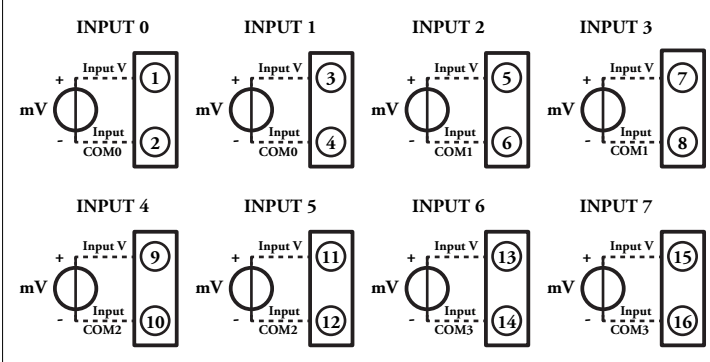 INPUT 0 INPUT 1 INPUT 2 INPUT 3
+ Input V 1 + Input V 3 + Input V 5 + Input V 7
mV mV mV mV
- Input COM0 2 - Input COM0 4 - Input COM1 6 - Input COM1 8
INPUT 4 INPUT 5 INPUT 6 INPUT 7
+ Input V 9 + Input V 11 + Input V 13 + Input V 15
mV mV mV mV
- Input COM2 10 - Input COM2 12 - Input COM3 14 - Input COM3 16